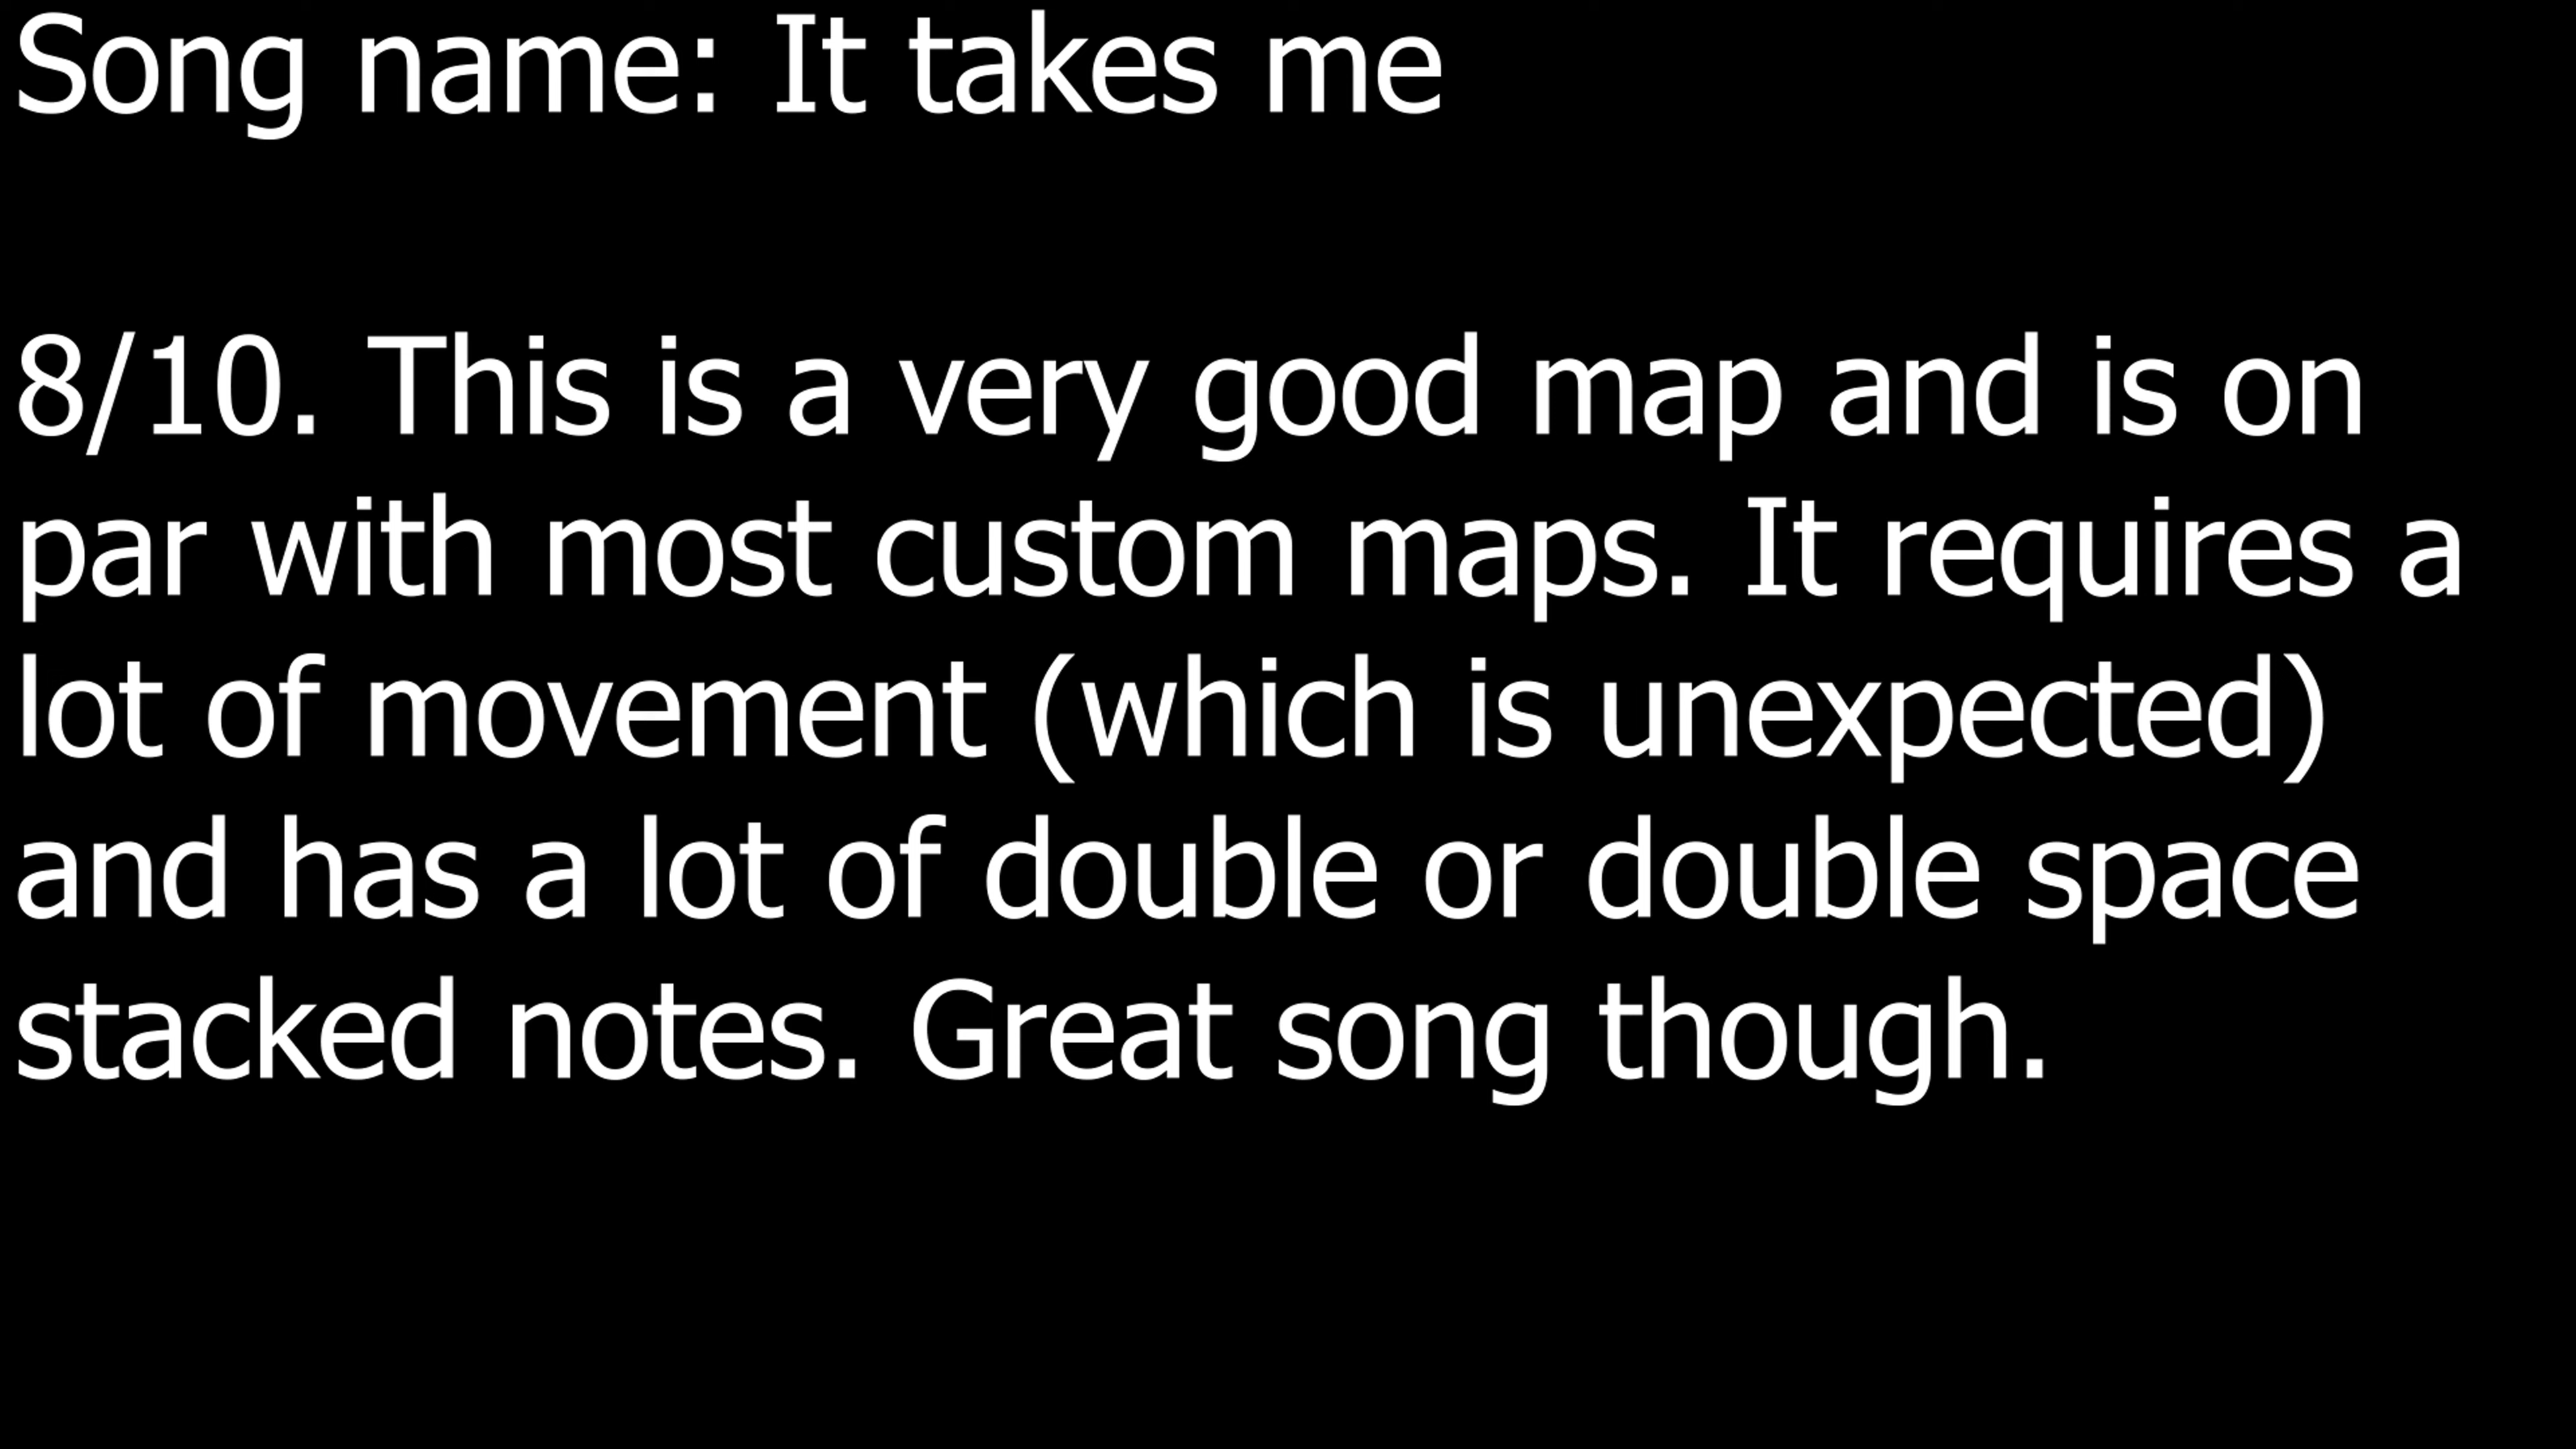 Song name: It takes me
8/10. This is a very good map and is on
par with most custom maps. It requires a
lot of movement (which is unexpected)
and has a lot of double or double space
stacked notes. Great song though.